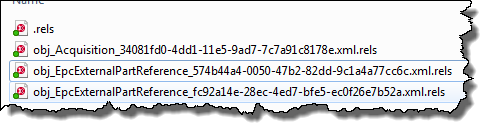 .rels
obj_Acquisition_34081fd0-4dd1-11e5-9ad7-7c7a91c8178e.xml.rels
obj_EpcExternalPartReference_574b44a4-0050-47b2-82dd-9c1a4a77cc6c.xml.rels
obj_EpcExternalPartReference_fc92a14e-28ec-4ed7-bfe5-ec0f26e7b52a.xml.rels